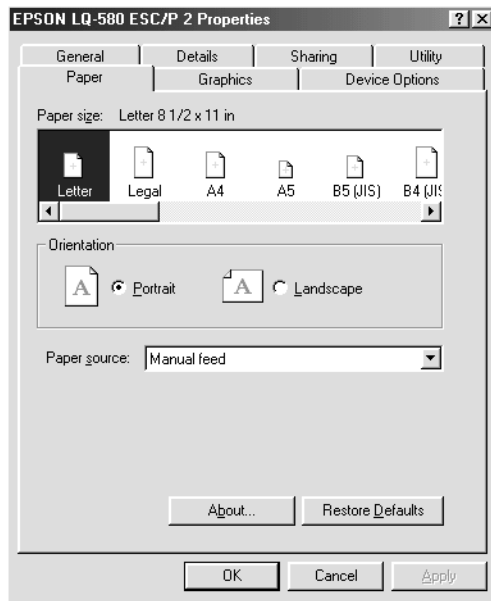 EPSON LQ-580 ESC/P 2 Properties ? x
General Details Sharing Utility
Paper Graphics Device Options
Paper size: Letter 8 1/2 x 11 in
Letter Legal A4 A5 B5 (JIS) B4 (JIS
Orientation
A Portrait A Landscape
Paper source: Manual feed
About... Restore Defaults
OK Cancel Apply